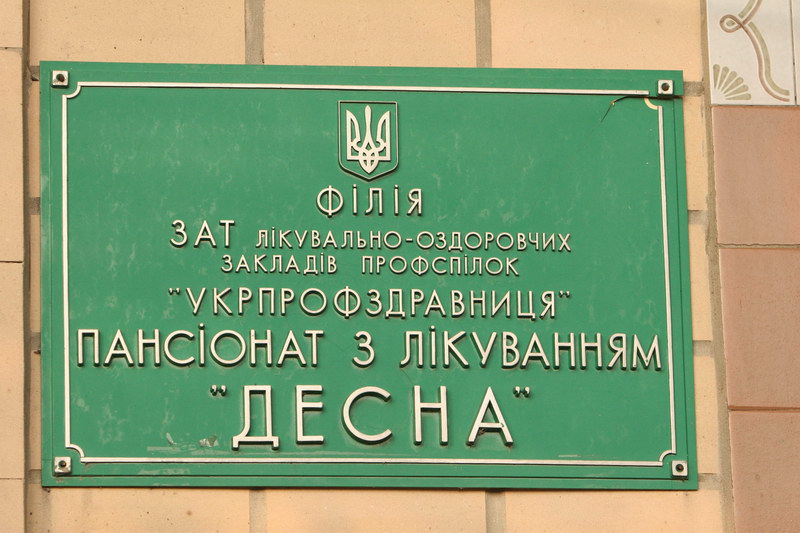 ФІЛІЯ
ЗАТ ЛІКУВАЛЬНО-ОЗДОРОВЧИХ
ЗАКЛАДІВ ПРОФСПІЛОК
"УКРПРОФЗДРАВНИЦЯ"
ПАНСІОНАТ З ЛІКУВАННЯМ
"ДЕСНА"